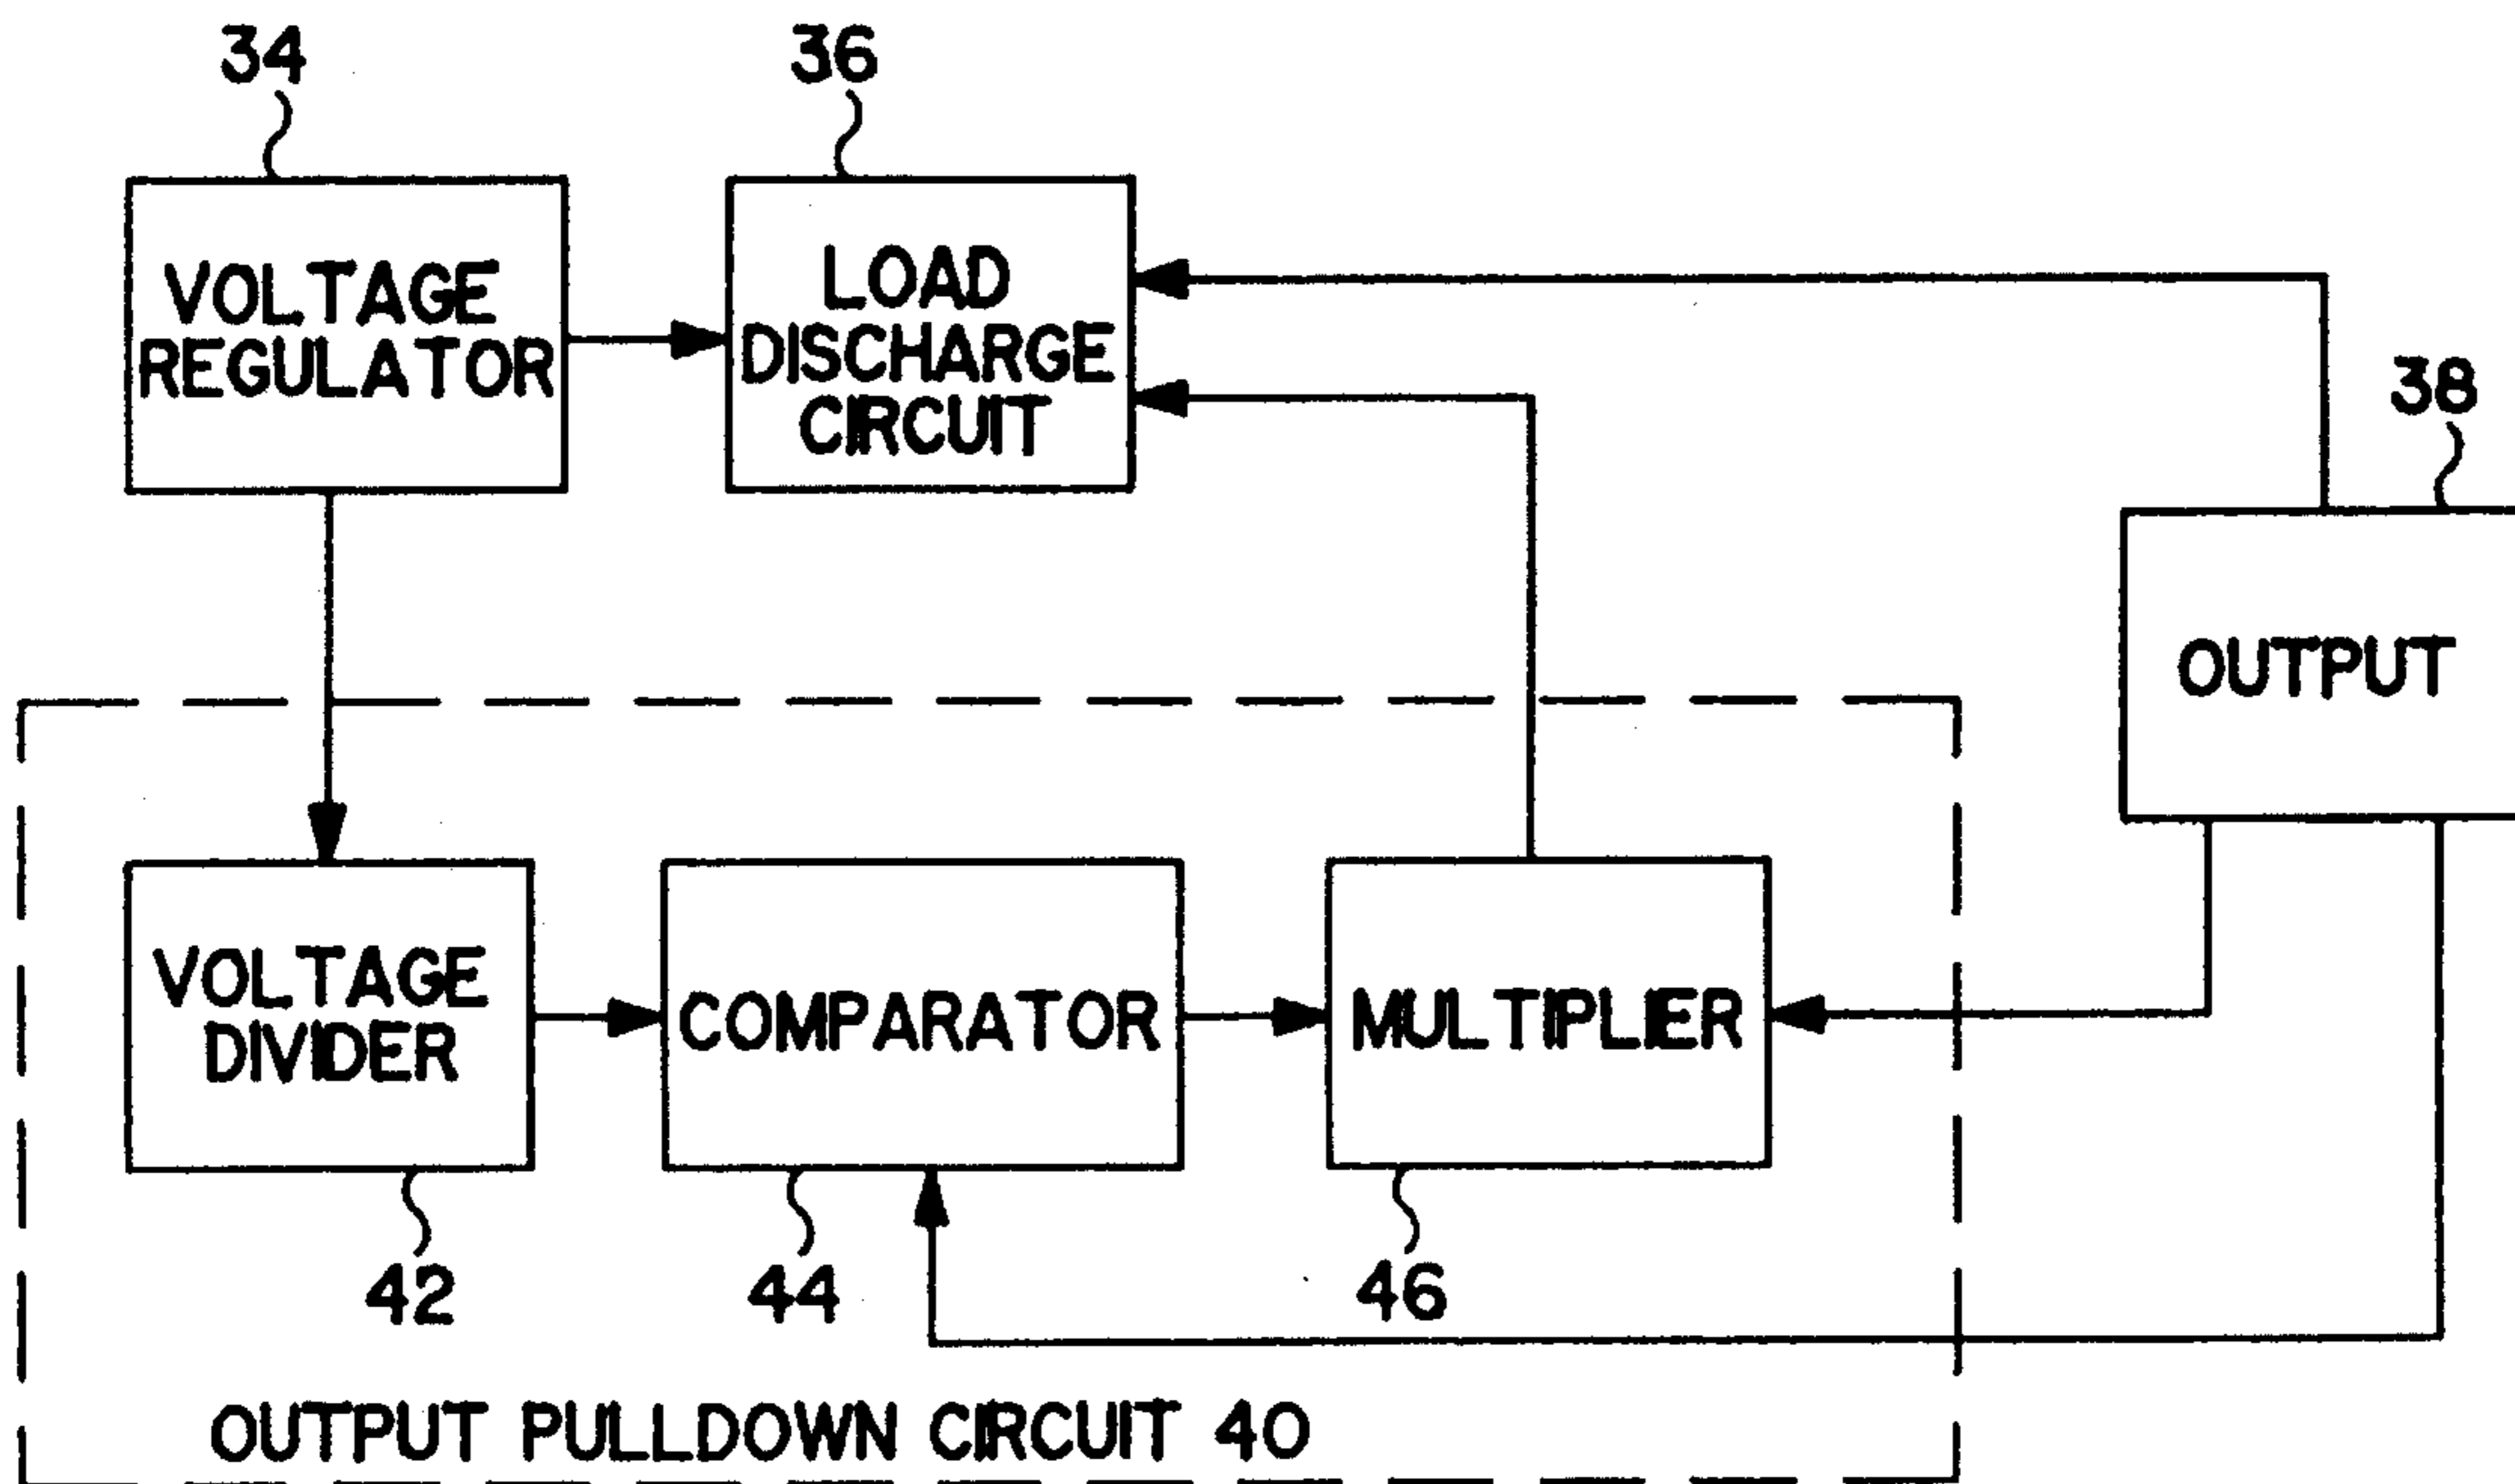 34
36
VOLTAGE
REGULATOR
LOAD
DISCHARGE
CIRCUIT
38
OUTPUT
VOLTAGE
DIVIDER
COMPARATOR
MULTIPLIER
42
44
46
OUTPUT PULLDOWN CIRCUIT 40